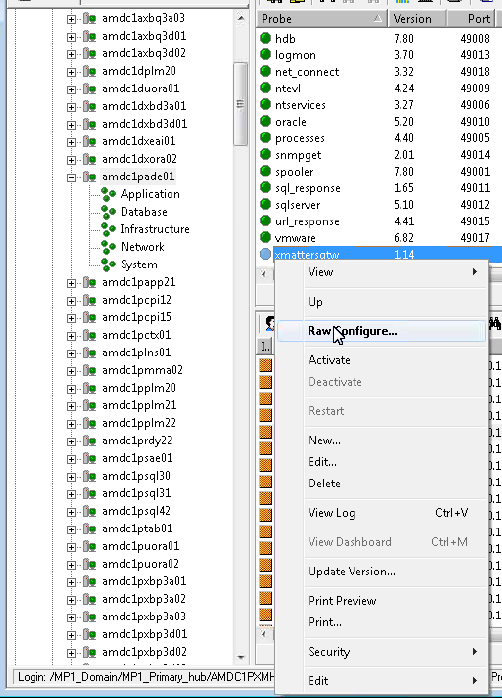 amdc1axbq3a03
amdc1axbq3d01
amdc1axbq3d02
amdc1dplm20
amdc1duora01
amdc1dxbd3a01
amdc1dxbd3d01
amdc1dxeai01
amdc1dxora02
amdc1pade01
Application
Database
Infrastructure
Network
System
amdc1papp21
amdc1pcpi12
amdc1pcpi15
amdc1pctx01
amdc1plns01
amdc1pmma02
amdc1pplm20
amdc1pplm21
amdc1pplm22
amdc1prdy22
amdc1psae01
amdc1psql30
amdc1psql31
amdc1psql42
amdc1ptab01
amdc1puora01
amdc1puora02
amdc1pxbp3a01
amdc1pxbp3a02
amdc1pxbp3a03
amdc1pxbp3d01
amdc1pxbp3d02
Probe Version Port
hdb 7.80 49008
logmon 3.70 49013
net_connect 3.32 49018
ntevl 4.24 49009
ntservices 3.27 49006
oracle 5.20 49010
processes 4.40 49005
snmpget 2.01 49014
spooler 7.80 49001
sql_response 1.65 49011
sqlserver 5.10 49012
url_response 4.41 49015
vmware 6.82 49017
xmattersgtw 1.14
View
Up
Raw Configure...
Activate
Deactivate
Restart
New...
Edit...
Delete
View Log Ctrl+V
View Dashboard Ctrl+M
Update Version...
Print Preview
Print...
Security
Edit
Login: /MP1_Domain/MP1_Primary_hub/AMDC1PXMH